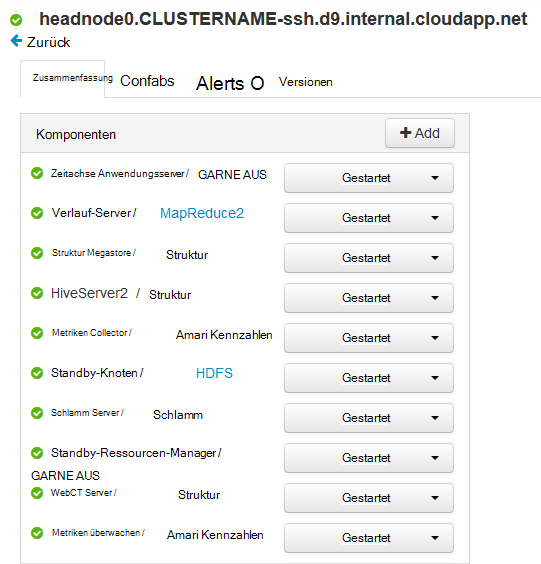 headnode0.CLUSTERNAME-ssh.d9.internal.cloudapp.net
Zurück
Zusammenfassung Confabs Alerts O Versionen
Komponenten Add
Zeitachse Anwendungsserver / GARNE AUS Gestartet
Verlauf-Server / MapReduce2 Gestartet
Struktur Megastore / Struktur Gestartet
HiveServer2 / Struktur Gestartet
Metriken Collector / Amari Kennzahlen Gestartet
Standby-Knoten / HDFS Gestartet
Schlamm Server / Schlamm Gestartet
Standby-Ressourcen-Manager / Gestartet
GARNE AUS
WebCT Server / Struktur Gestartet
Metriken überwachen / Amari Kennzahlen Gestartet